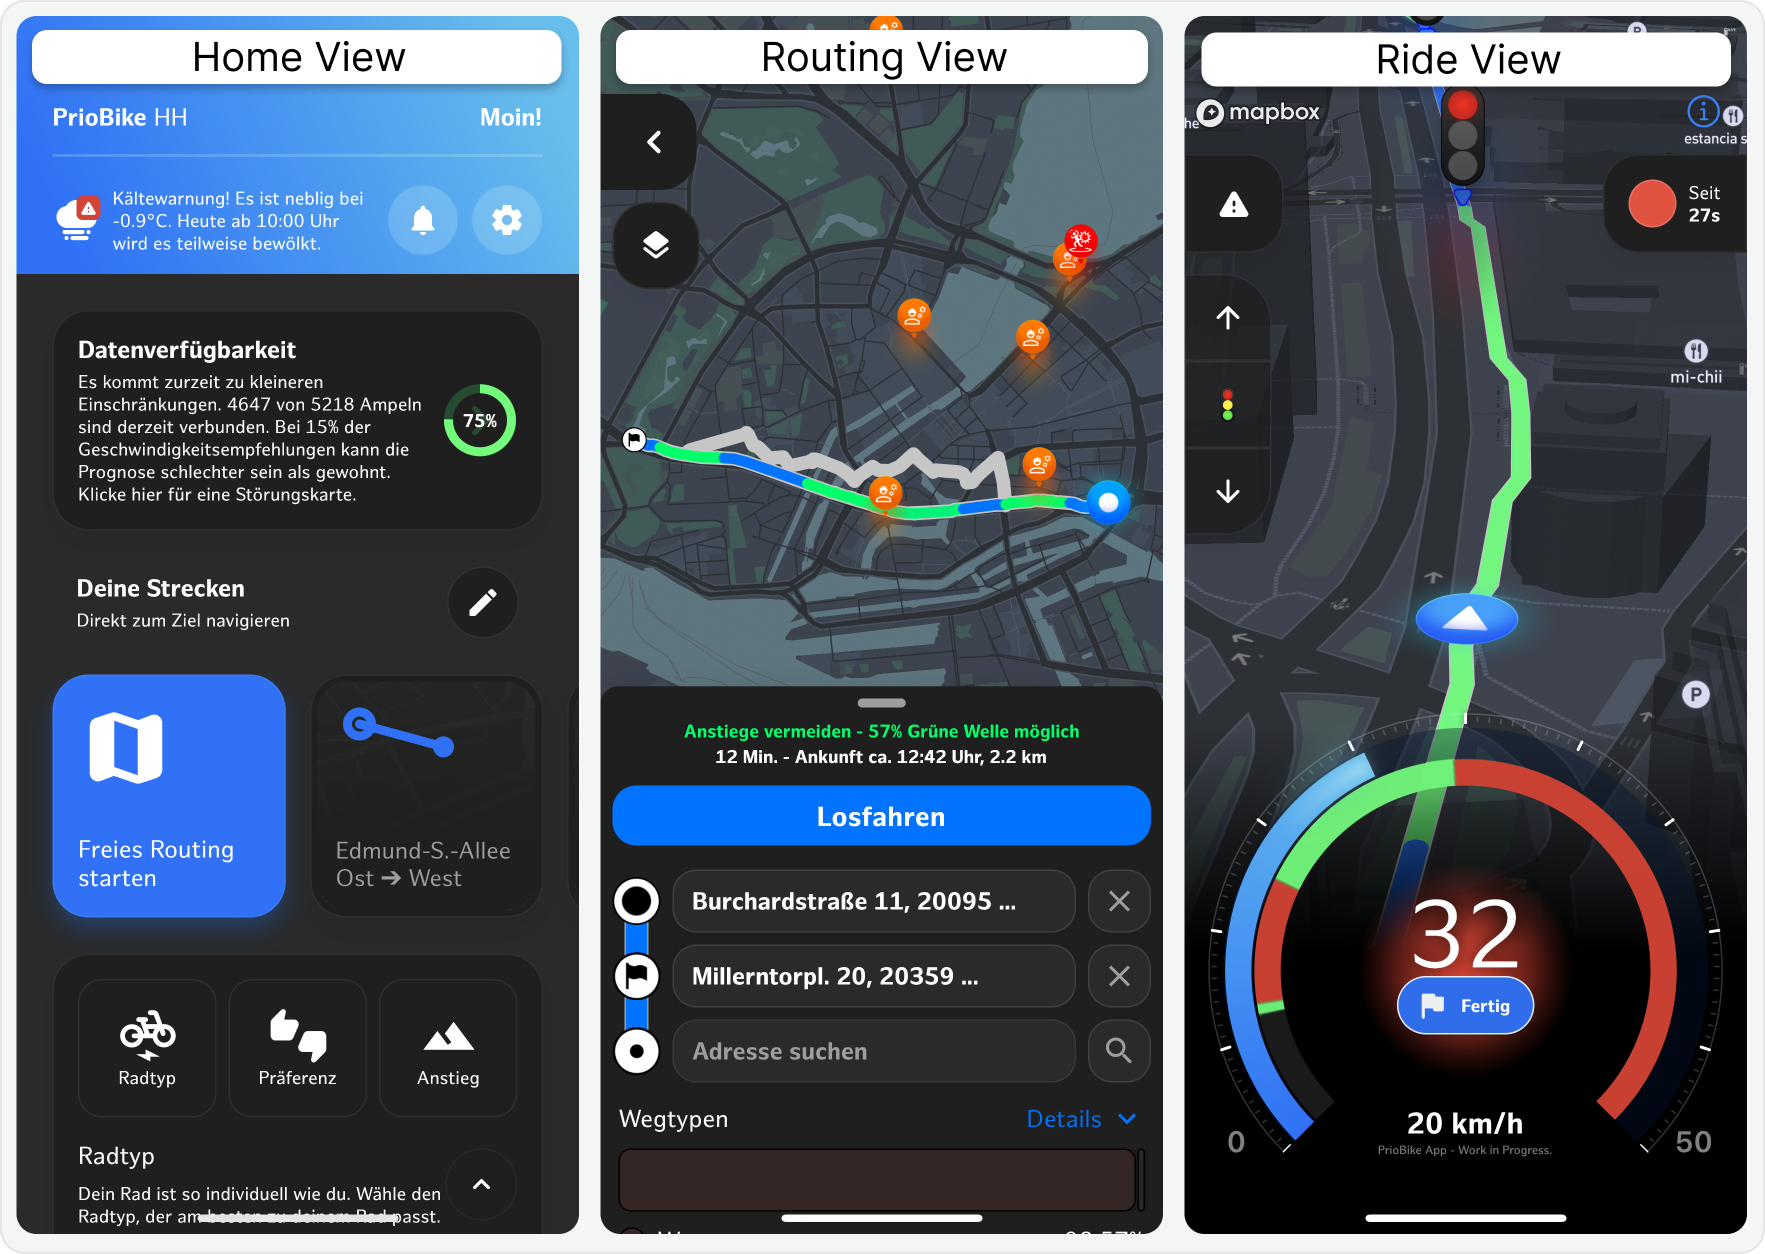 Home View
PrioBike HH
Moin!
Kältewarnung! Es ist neblig bei
-0.9°C. Heute ab 10:00 Uhr
wird es teilweise bewölkt.
Datenverfügbarkeit
Es kommt zurzeit zu kleineren
Einschränkungen. 4647 von 5218 Ampeln
sind derzeit verbunden. Bei 15% der
Geschwindigkeitsempfehlungen kann die
Prognose schlechter sein als gewohnt.
Klicke hier für eine Störungskarte.
75%
Deine Strecken
Direkt zum Ziel navigieren
Freies Routing
starten
Edmund-S.-Allee
Ost ➔ West
Radtyp
Präferenz
Anstieg
Radtyp
Dein Rad ist so individuell wie du. Wähle den
Radtyp, der am besten zu deinem Rad passt.
Routing View
Anstiege vermeiden - 57% Grüne Welle möglich
12 Min. - Ankunft ca. 12:42 Uhr, 2.2 km
Losfahren
Burchardstraße 11, 20095 ...
Millerntorpl. 20, 20359 ...
Adresse suchen
Wegtypen
Details
Ride View
he
mapbox
P
i
estancia s
Seit
27s
mi-chii
P
32
Fertig
20 km/h
PrioBike App - Work in Progress.
0
50